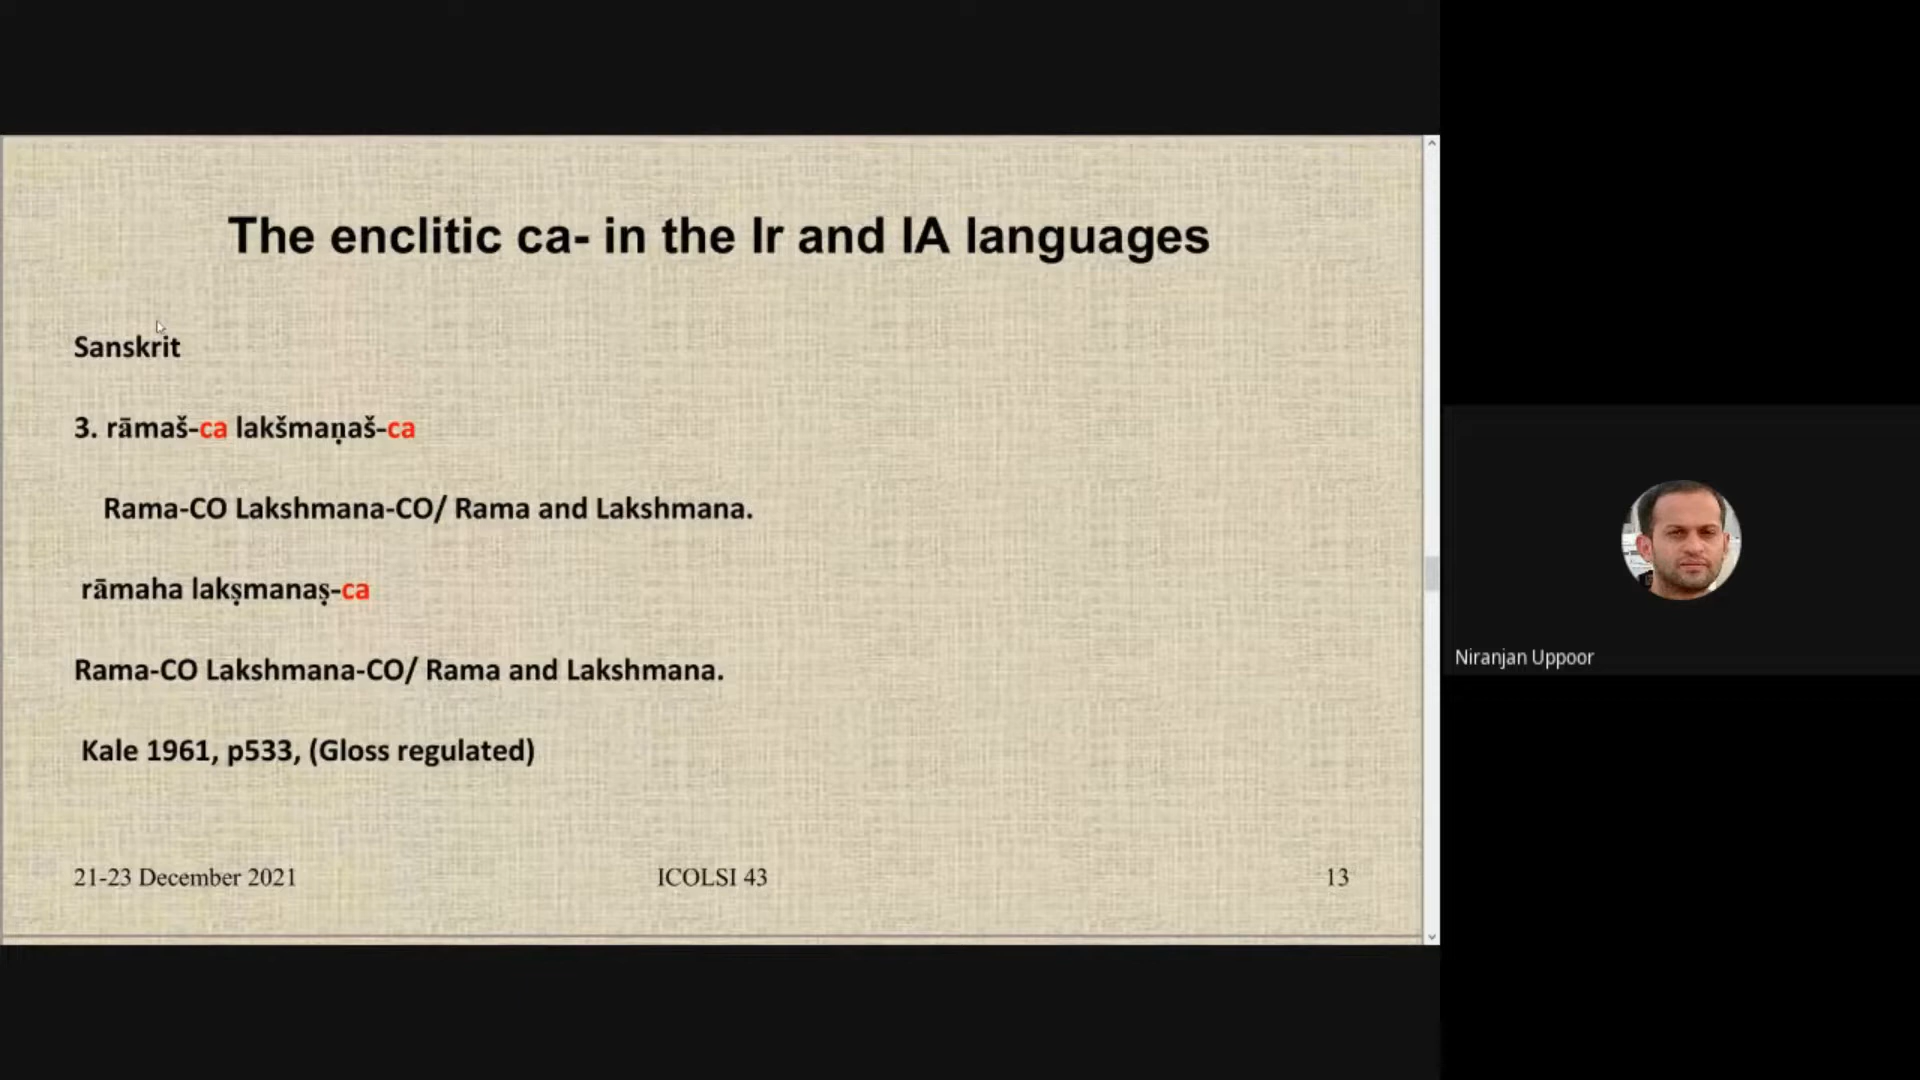 The enclitic ca- in the Ir and IA languages
Sanskrit
3. rāmaš-ca lakšmaṇaš-ca
Rama-CO Lakshmana-CO/ Rama and Lakshmana.
rāmaha lakṣmanaṣ-ca
Rama-CO Lakshmana-CO/ Rama and Lakshmana.
Kale 1961, p533, (Gloss regulated)
21-23 December 2021 ICOLSI 43 13
Niranjan Uppoor